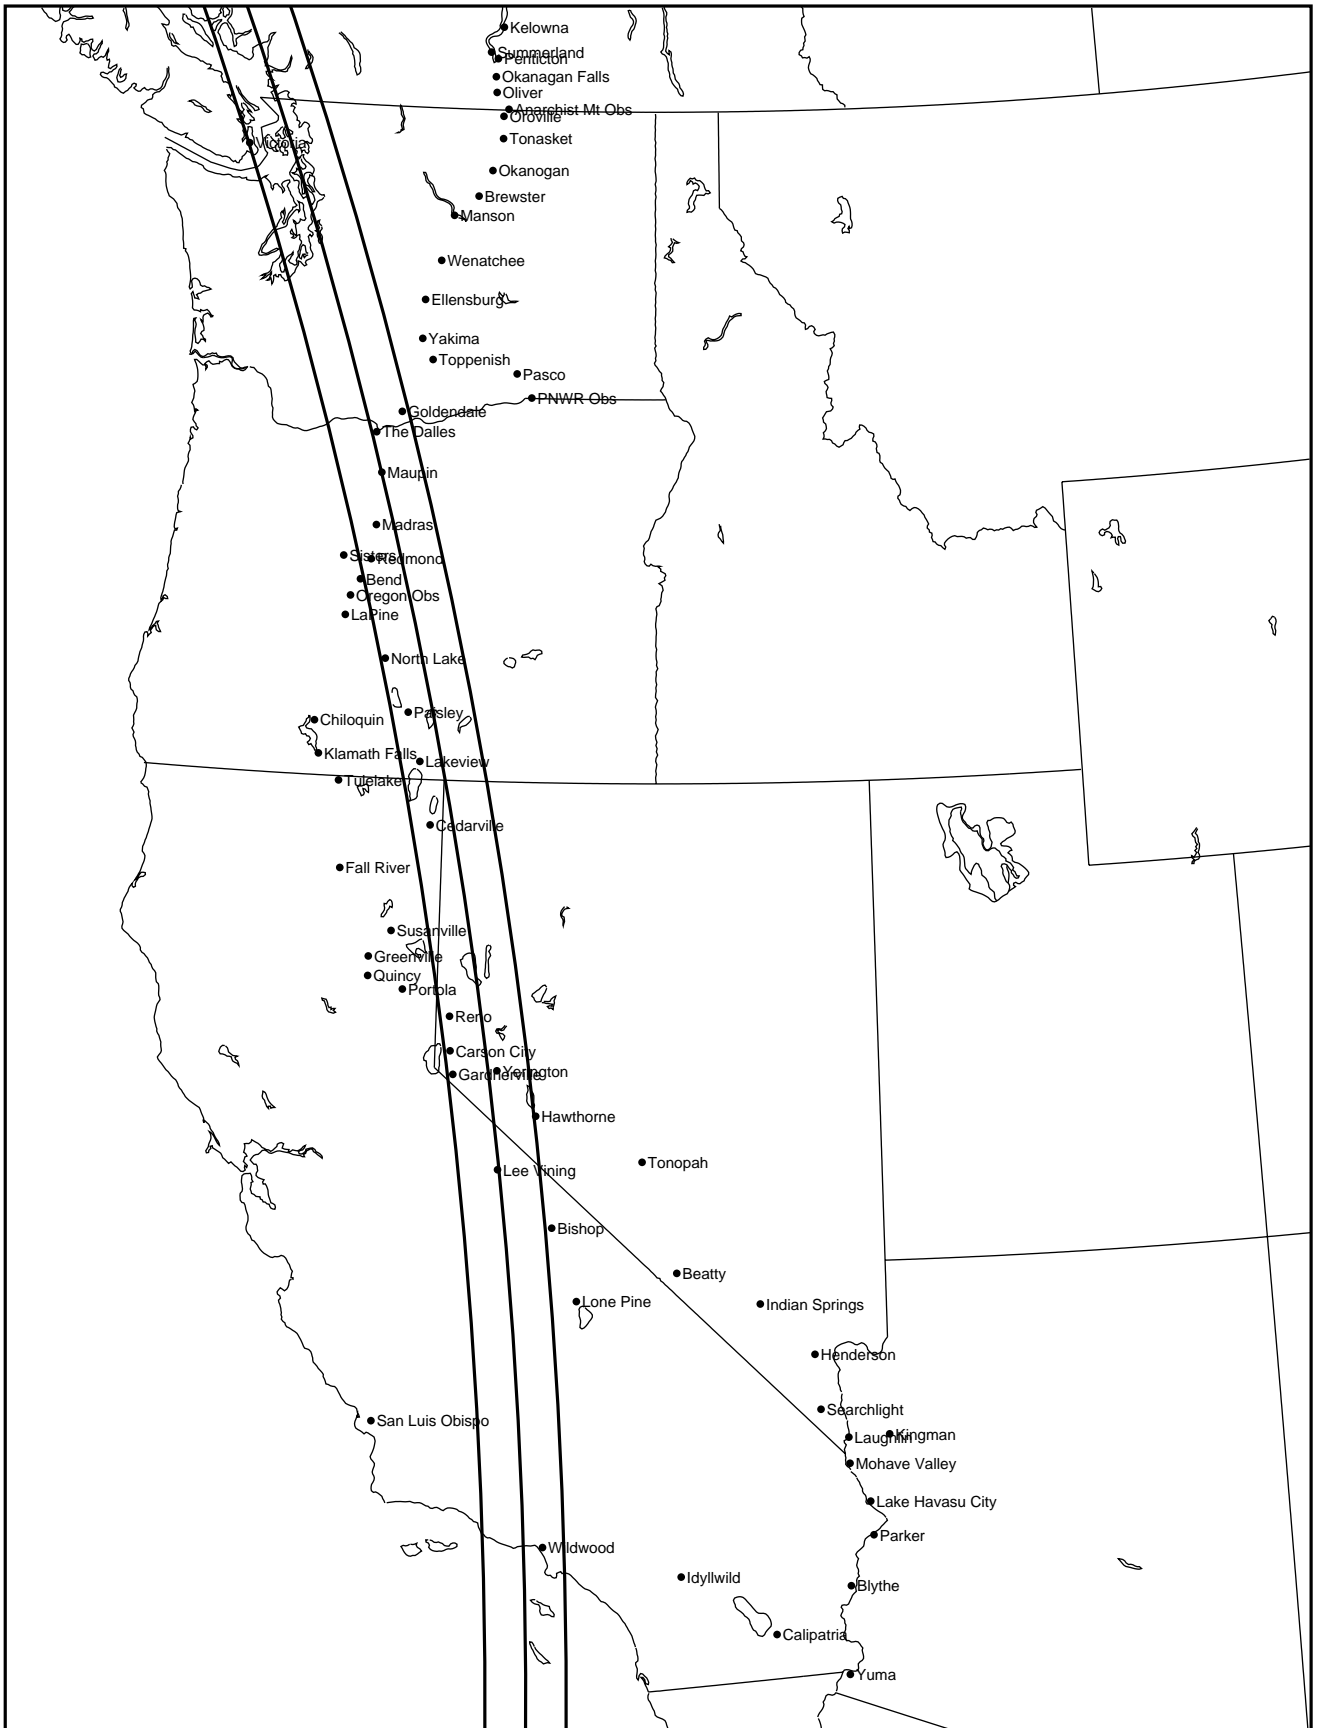 Kelowna
Summerland
Penticton
Okanagan Falls
Oliver
Anarchist Mt Obs
Oroville
Tonasket
Victoria
Okanogan
Brewster
Manson
Wenatchee
Ellensburg
Yakima
Toppenish
Pasco
PNWR Obs
Goldendale
The Dalles
Maupin
Madras
Sisters
Redmond
Bend
Oregon Obs
LaPine
North Lake
Paisley
Chiloquin
Klamath Falls
Lakeview
Tulelake
Cedarville
Fall River
Susanville
Greenville
Quincy
Portola
Reno
Carson City
Yerington
Gardnerville
Hawthorne
Tonopah
Lee Vining
Bishop
Beatty
Lone Pine
Indian Springs
Henderson
Searchlight
San Luis Obispo
Kingman
Laughlin
Mohave Valley
Lake Havasu City
Parker
Wildwood
Idyllwild
Blythe
Calipatria
Yuma